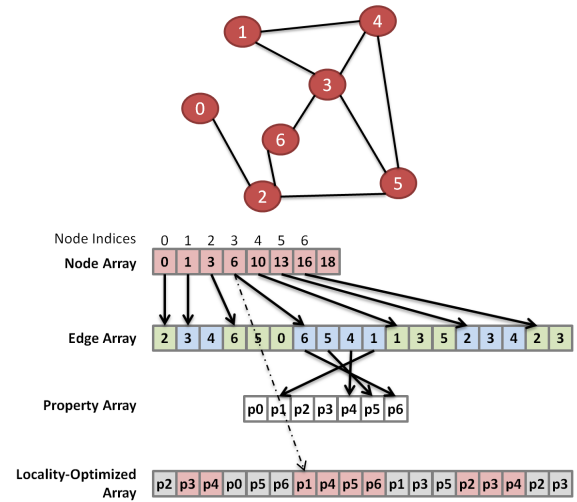 1
4
3
0
6
2
5
Node Indices 0 1 2 3 4 5 6
Node Array 0 1 3 6 10 13 16 18
Edge Array 2 3 4 6 5 0 6 5 4 1 1 3 5 2 3 4 2 3
Property Array p0 p1 p2 p3 p4 p5 p6
Locality-Optimized
Array p2 p3 p4 p0 p5 p6 p1 p4 p5 p6 p1 p3 p5 p2 p3 p4 p2 p3